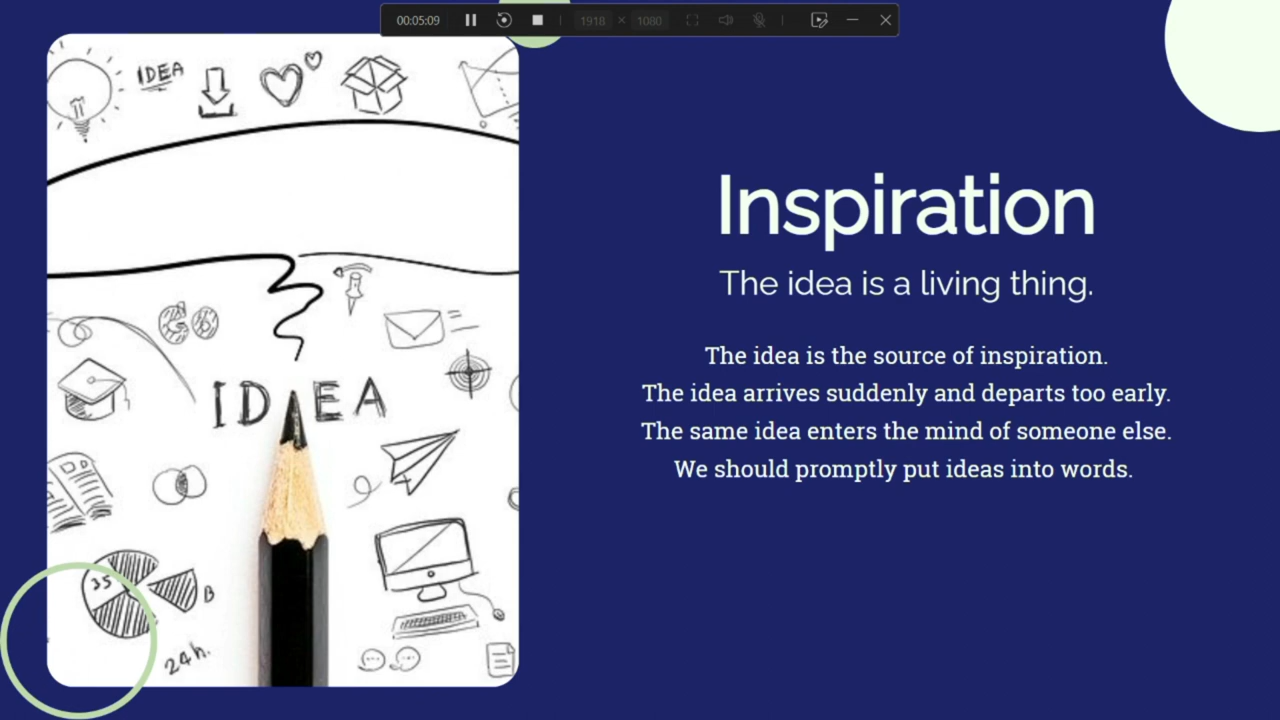 00:05:09
1918 × 1080
IDEA
Inspiration
The idea is a living thing.
The idea is the source of inspiration.
The idea arrives suddenly and departs too early.
The same idea enters the mind of someone else.
We should promptly put ideas into words.
IDEA
35
B
24h.